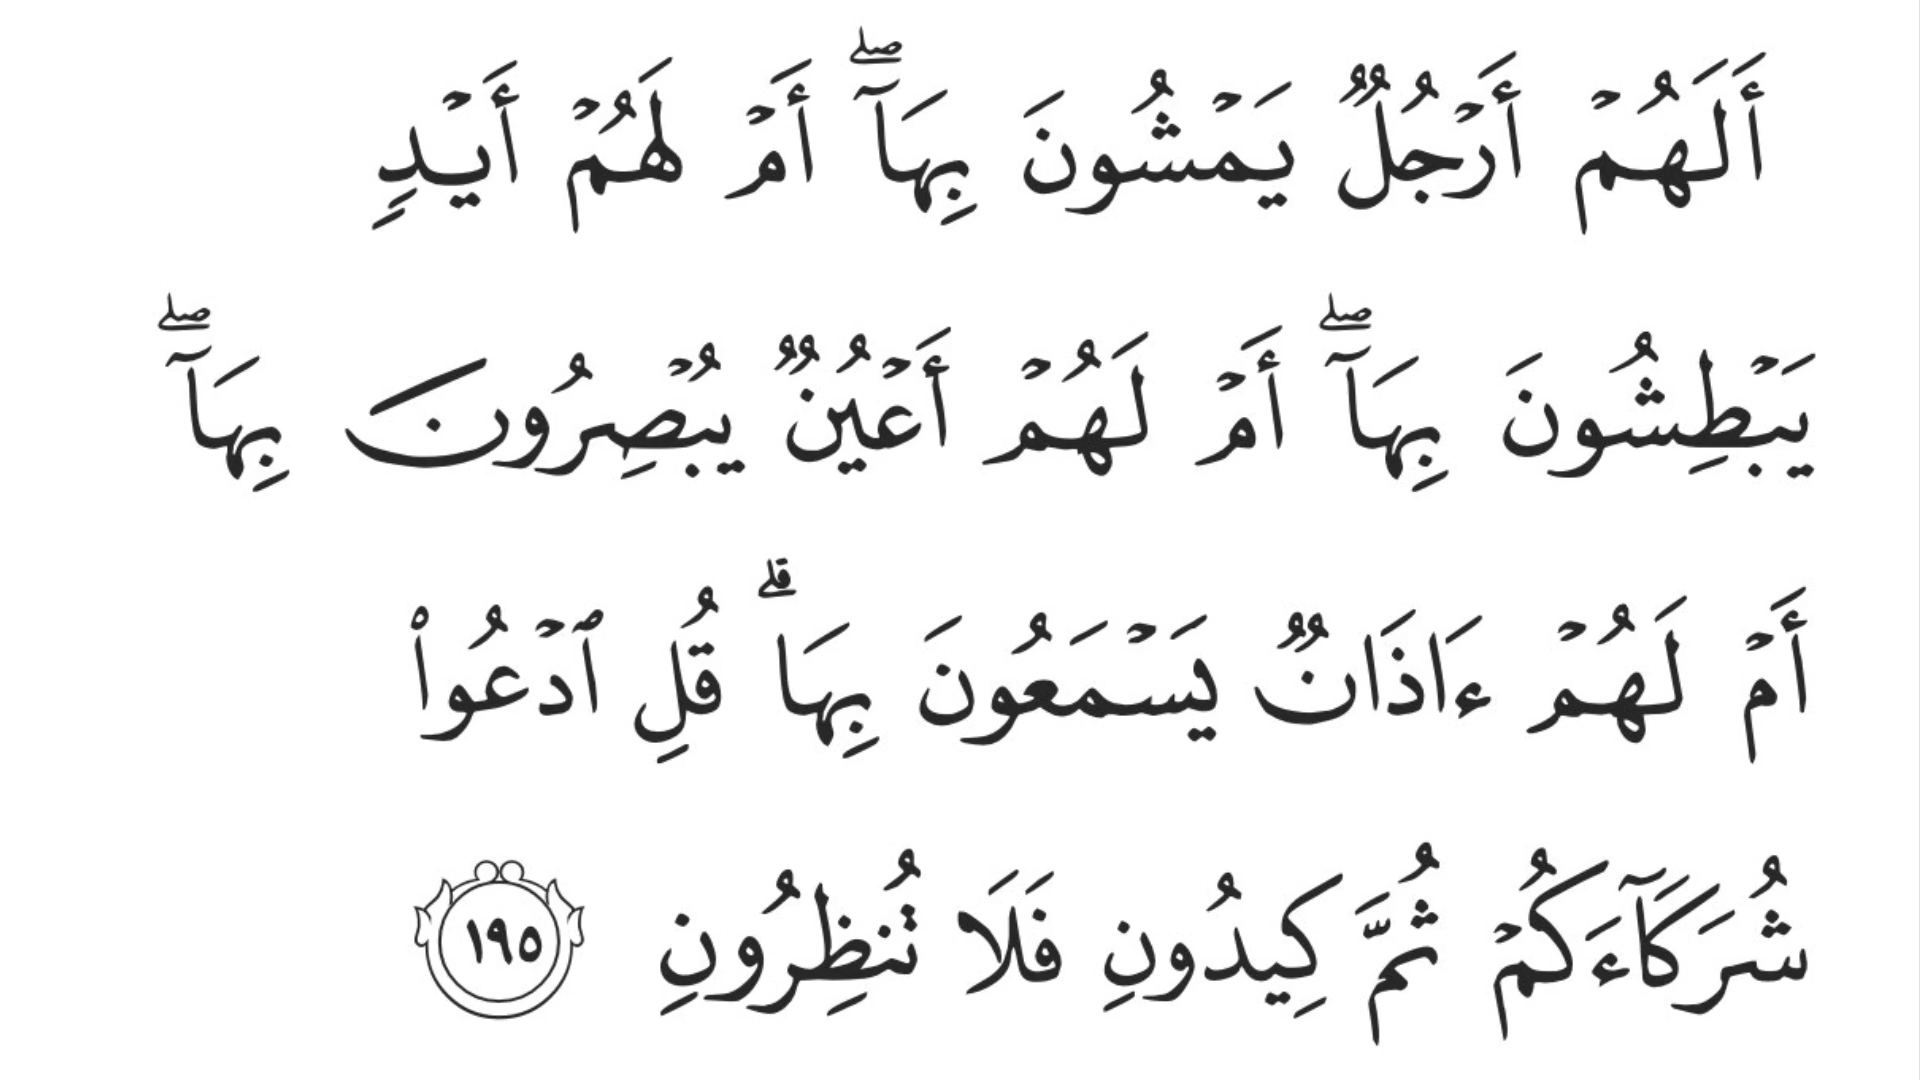 أَلَهُمۡ أَرۡجُلٞ يَمۡشُونَ بِهَآۖ أَمۡ لَهُمۡ أَيۡدٖ
يَبۡطِشُونَ بِهَآۖ أَمۡ لَهُمۡ أَعۡيُنٞ يُبۡصِرُونَ بِهَآۖ
أَمۡ لَهُمۡ ءَاذَانٞ يَسۡمَعُونَ بِهَاۗ قُلِ ٱدۡعُواْ
شُرَكَآءَكُمۡ ثُمَّ كِيدُونِ فَلَا تُنظِرُونِ ١٩٥